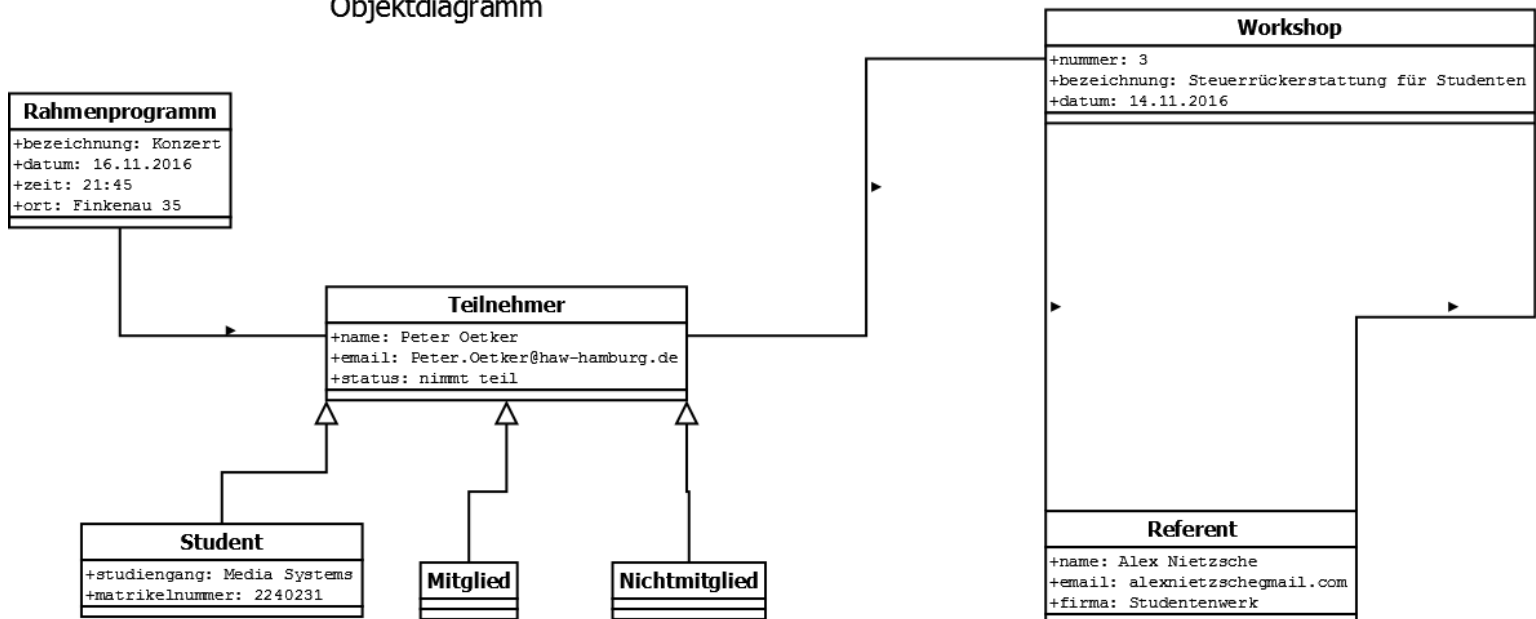 Objektdiagramm
Workshop
+nummer: 3
+bezeichnung: Steuerrückerstattung für Studenten
+datum: 14.11.2016
Rahmenprogramm
+bezeichnung: Konzert
+datum: 16.11.2016
+zeit: 21:45
+ort: Finkenau 35
Teilnehmer
+name: Peter Oetker
+email: Peter.Oetker@haw-hamburg.de
+status: nimmt teil
Student
+studiengang: Media Systems
+matrikelnummer: 2240231
Mitglied
Nichtmitglied
Referent
+name: Alex Nietzsche
+email: alexnietzschegmail.com
+firma: Studentenwerk